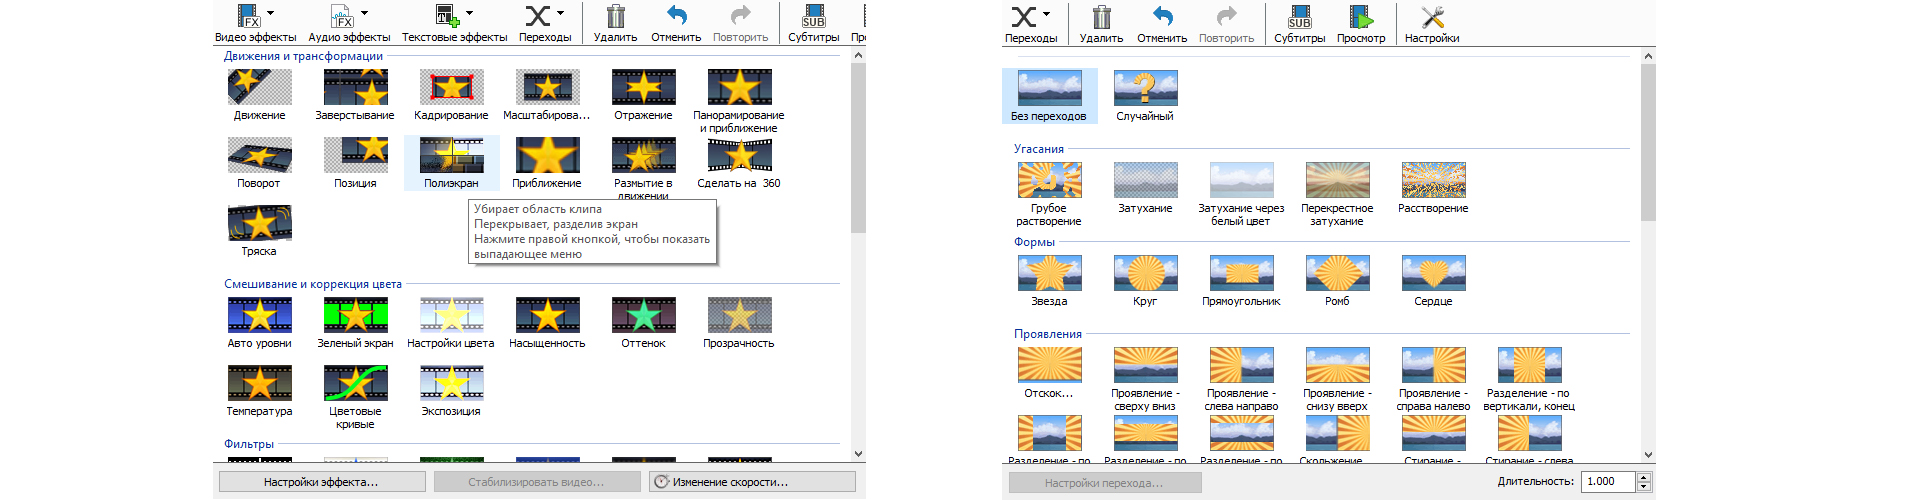 FX FX T SUB
Видео эффекты Аудио эффекты Текстовые эффекты Переходы Удалить Отменить Повторить Субтитры
Движения и трансформации
Движение Заверстывание Кадрирование Масштабирова... Отражение Панорамирование
и приближение
Поворот Позиция Полиэкран Приближение Размытие в Сделать на 360
движении
Убирает область клипа
Перекрывает, разделив экран
Нажмите правой кнопкой, чтобы показать
выпадающее меню
Тряска
Смешивание и коррекция цвета
Авто уровни Зеленый экран Настройки цвета Насыщенность Оттенок Прозрачность
Температура Цветовые Экспозиция
кривые
Фильтры
Настройки эффекта... Стабилизировать видео... Изменение скорости...
SUB
Переходы Удалить Отменить Повторить Субтитры Просмотр Настройки
Без переходов Случайный
Угасания
Грубое Затухание Затухание через Перекрестное Расстворение
растворение белый цвет затухание
Формы
Звезда Круг Прямоугольник Ромб Сердце
Проявления
Отскок... Проявление - Проявление - Проявление - Проявление - Разделение - по
сверху вниз слева направо снизу вверх справа налево вертикали, конец
Разделение - по Разделение - по Разделение - по Скольжение Стирание - Стирание - слева
Настройки перехода... Длительность: 1.000